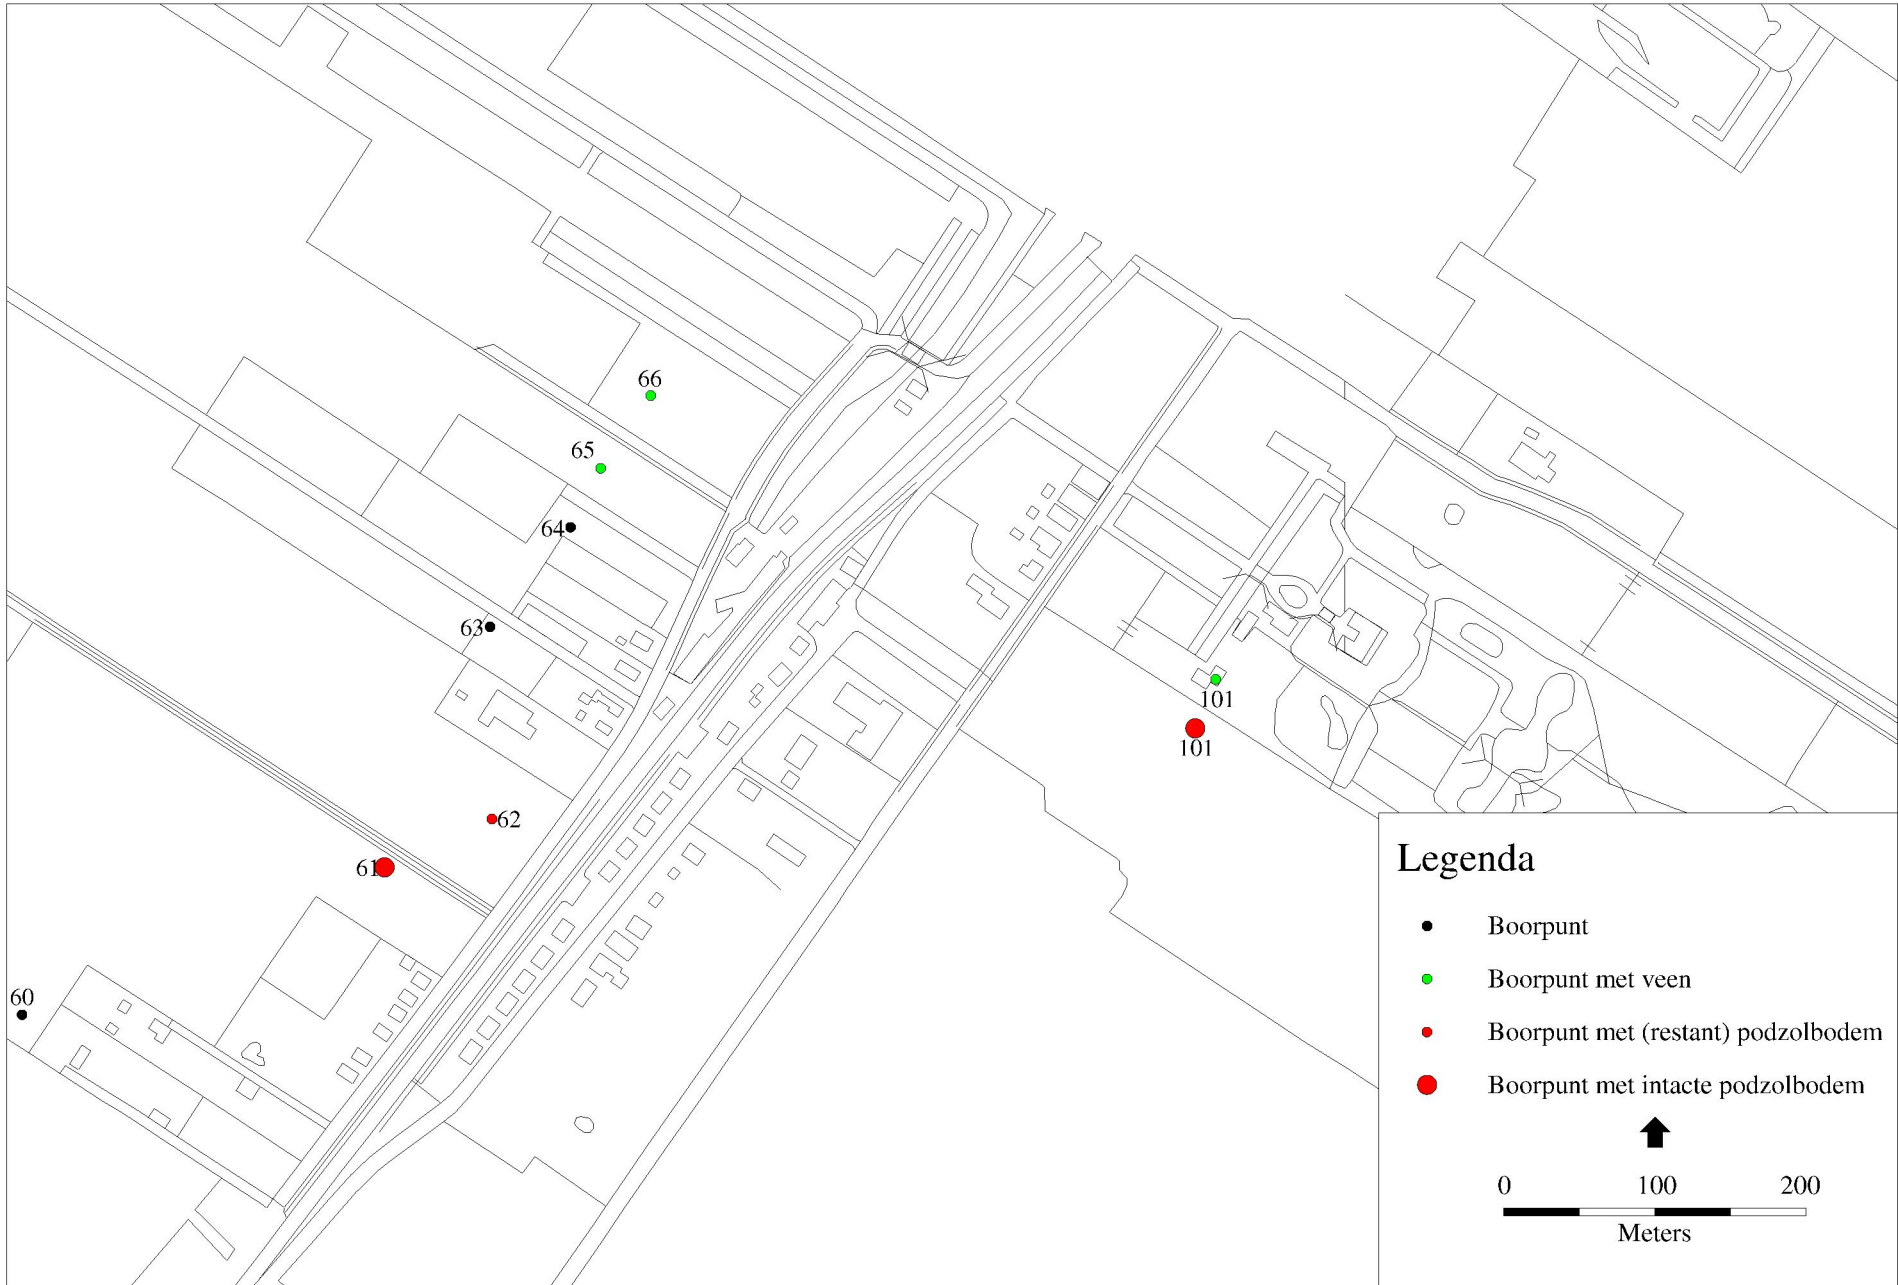 66
65
64
63
101
101
62
61
60
Legenda
Boorpunt
Boorpunt met veen
Boorpunt met (restant) podzolbodem
Boorpunt met intacte podzolbodem
0 100 200
Meters